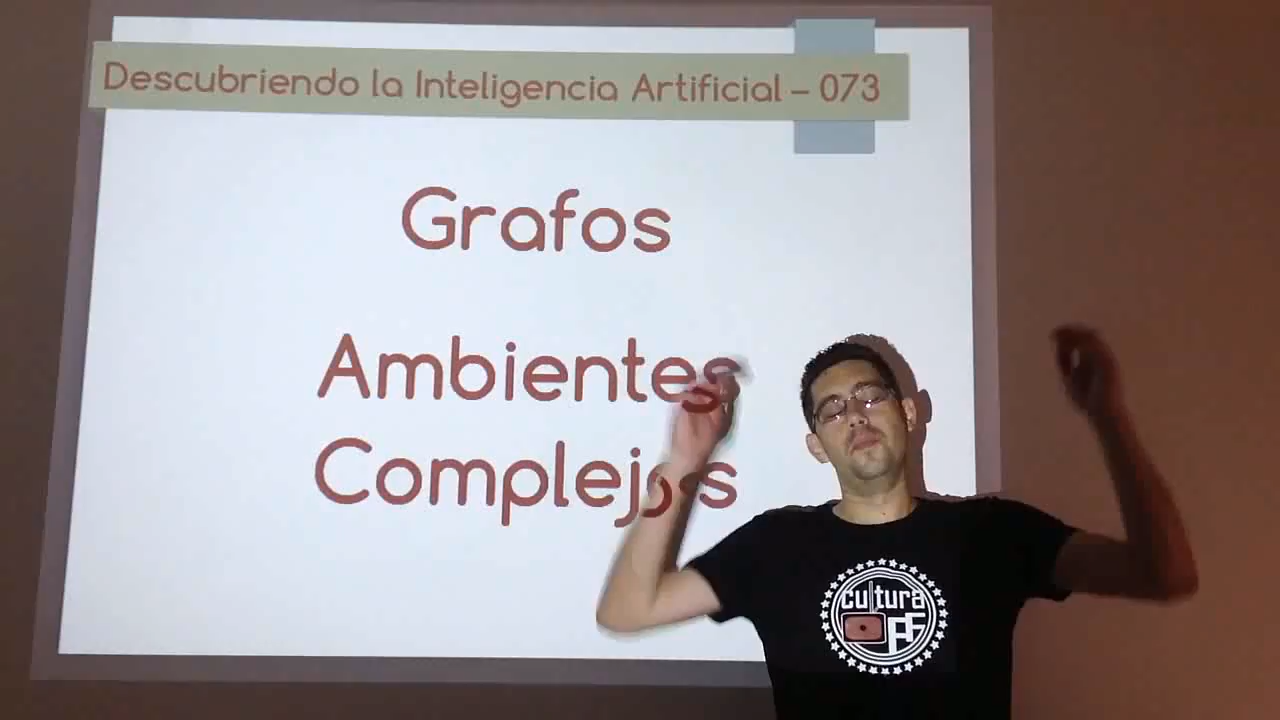 Descubriendo la Inteligencia Artificial – 073
Grafos
Ambientes
Complejos
cultura